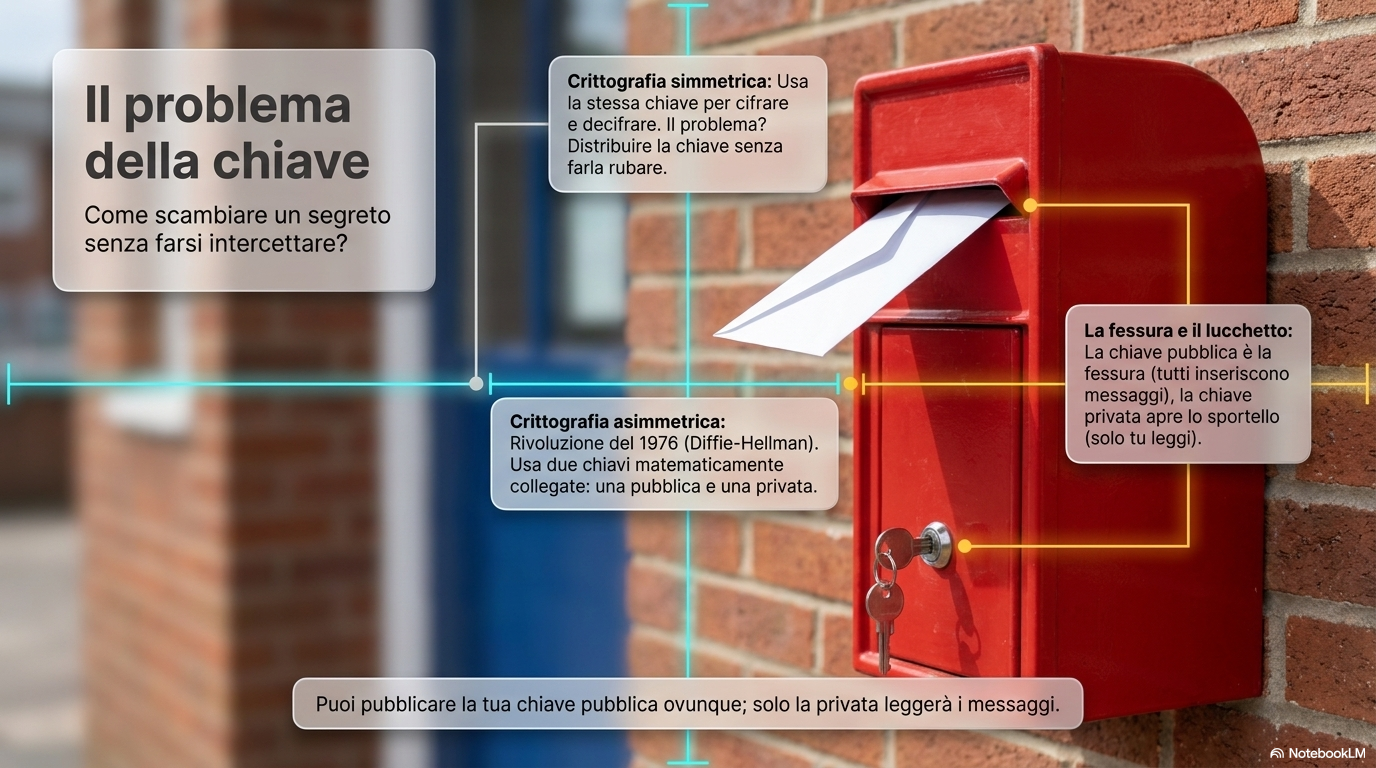 Il problema
della chiave
Come scambiare un segreto
senza farsi intercettare?
Crittografia simmetrica: Usa
la stessa chiave per cifrare
e decifrare. Il problema?
Distribuire la chiave senza
farla rubare.
Crittografia asimmetrica:
Rivoluzione del 1976 (Diffie-Hellman).
Usa due chiavi matematicamente
collegate: una pubblica e una privata.
La fessura e il lucchetto:
La chiave pubblica è la
fessura (tutti inseriscono
messaggi), la chiave
privata apre lo sportello
(solo tu leggi).
Puoi pubblicare la tua chiave pubblica ovunque; solo la privata leggerà i messaggi.
NotebookLM